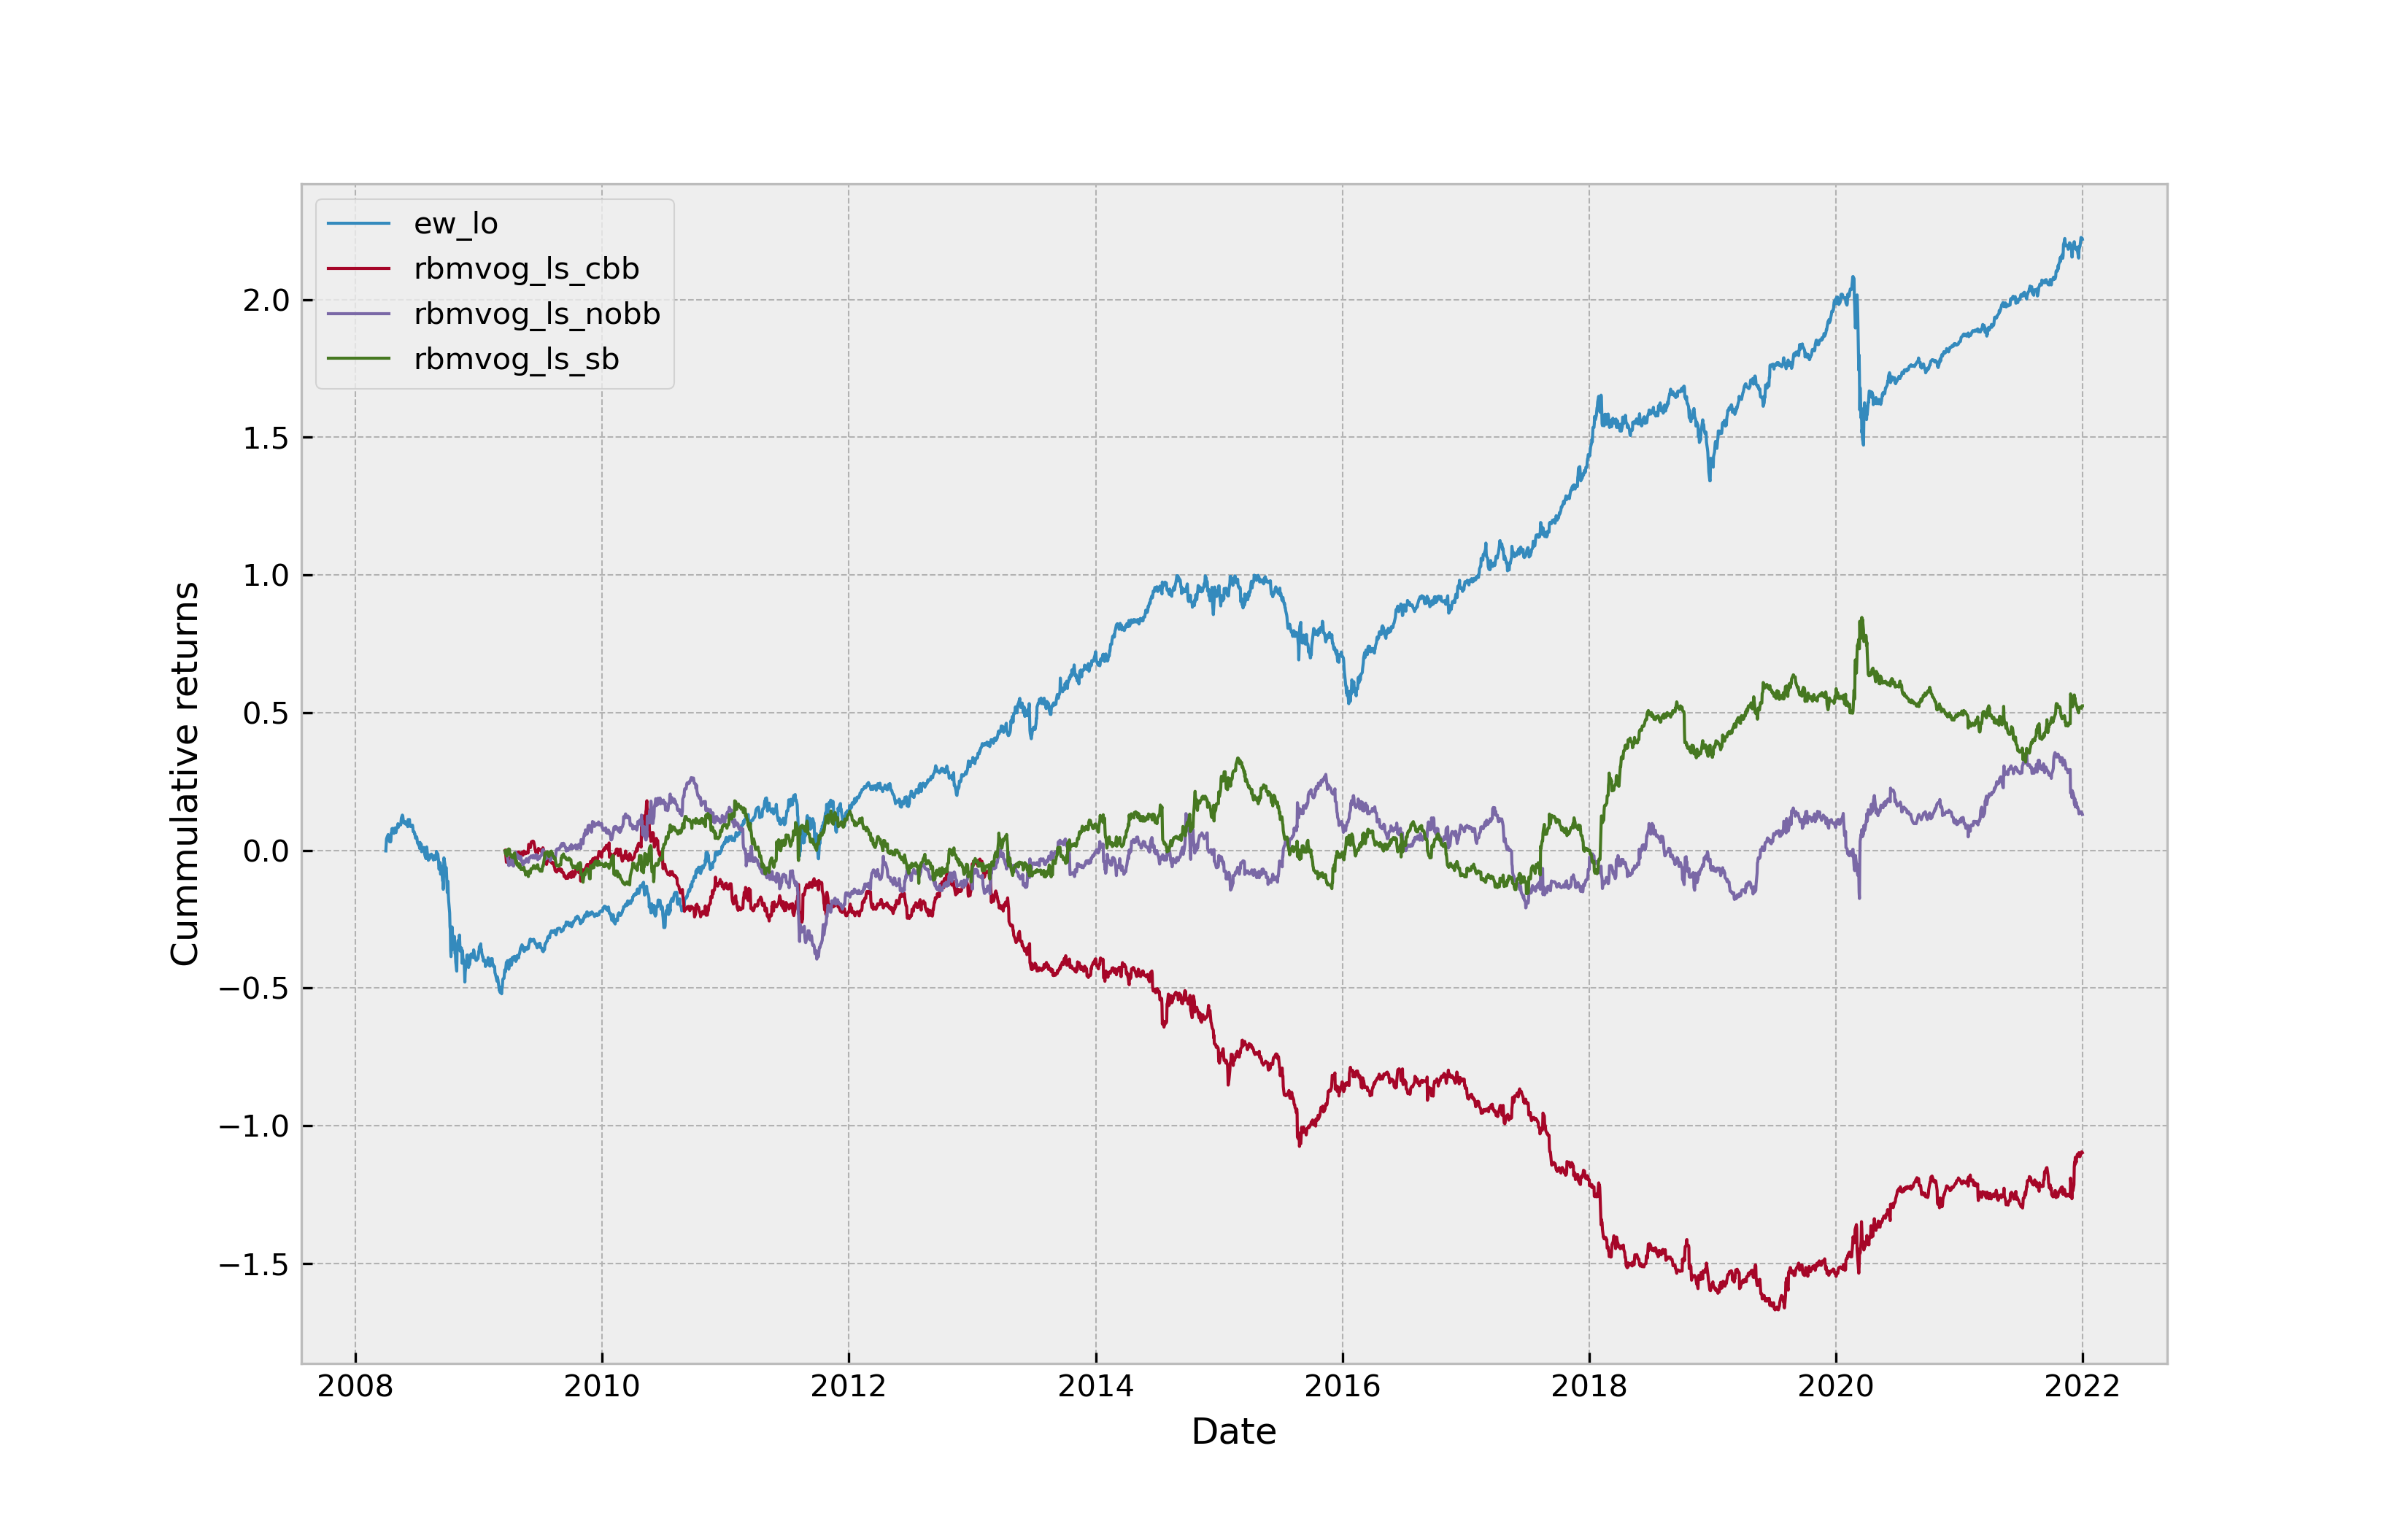 ew_lo
rbmvog_ls_cbb
rbmvog_ls_nobb
rbmvog_ls_sb
Cummulative returns
2.0
1.5
1.0
0.5
0.0
−0.5
−1.0
−1.5
2008 2010 2012 2014 2016 2018 2020 2022
Date